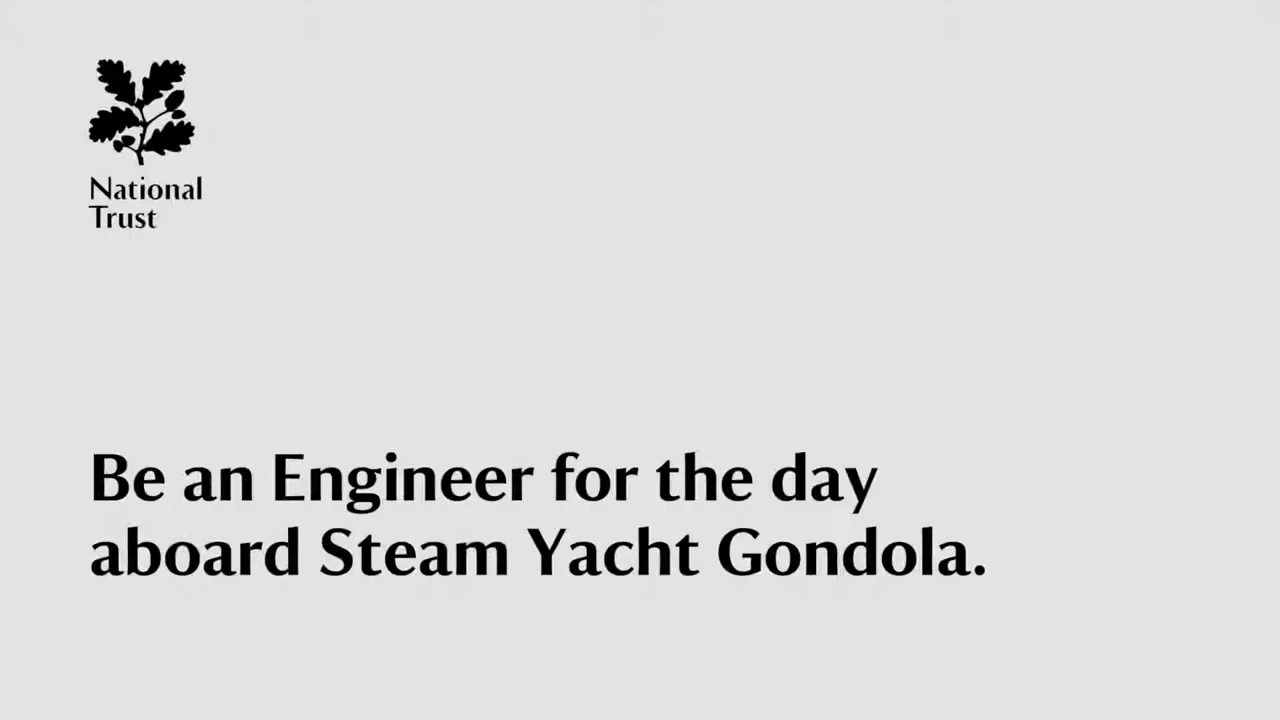 National
Trust
Be an Engineer for the day
aboard Steam Yacht Gondola.